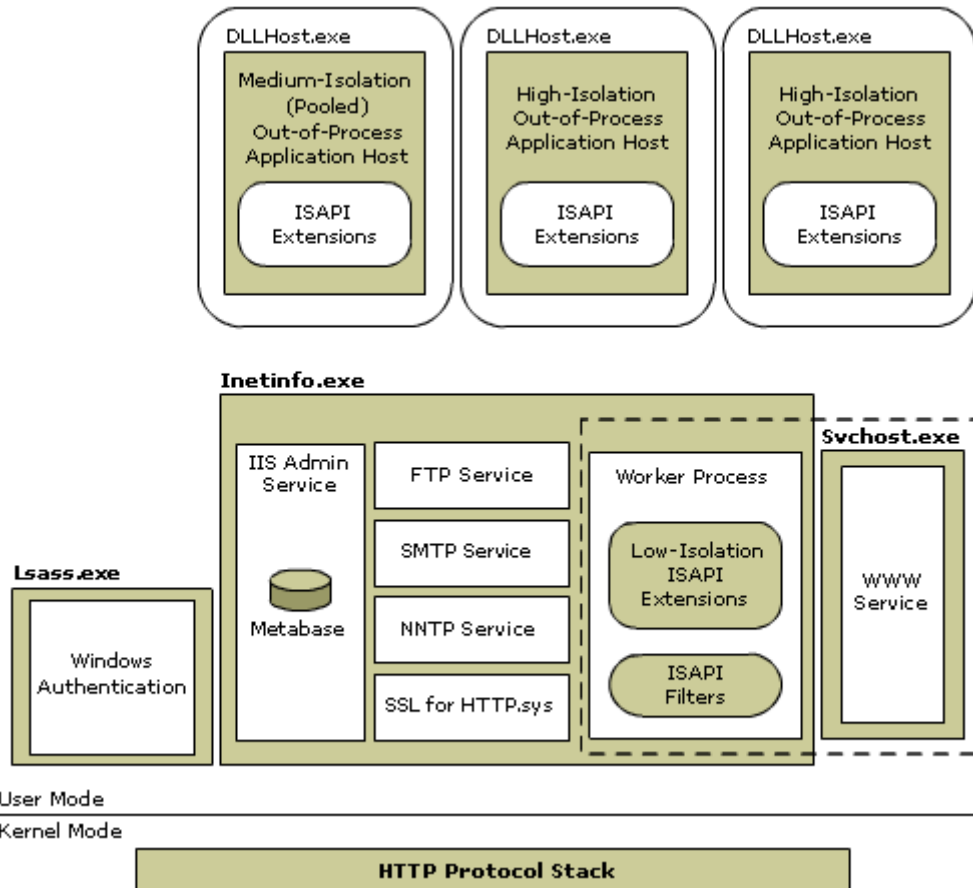 DLLHost.exe
Medium-Isolation
(Pooled)
Out-of-Process
Application Host
ISAPI
Extensions
DLLHost.exe
High-Isolation
Out-of-Process
Application Host
ISAPI
Extensions
DLLHost.exe
High-Isolation
Out-of-Process
Application Host
ISAPI
Extensions
Inetinfo.exe
IIS Admin
Service
Metabase
FTP Service
SMTP Service
NNTP Service
SSL for HTTP.sys
Worker Process
Low-Isolation
ISAPI
Extensions
ISAPI
Filters
Svchost.exe
WWW
Service
Lsass.exe
Windows
Authentication
User Mode
Kernel Mode
HTTP Protocol Stack